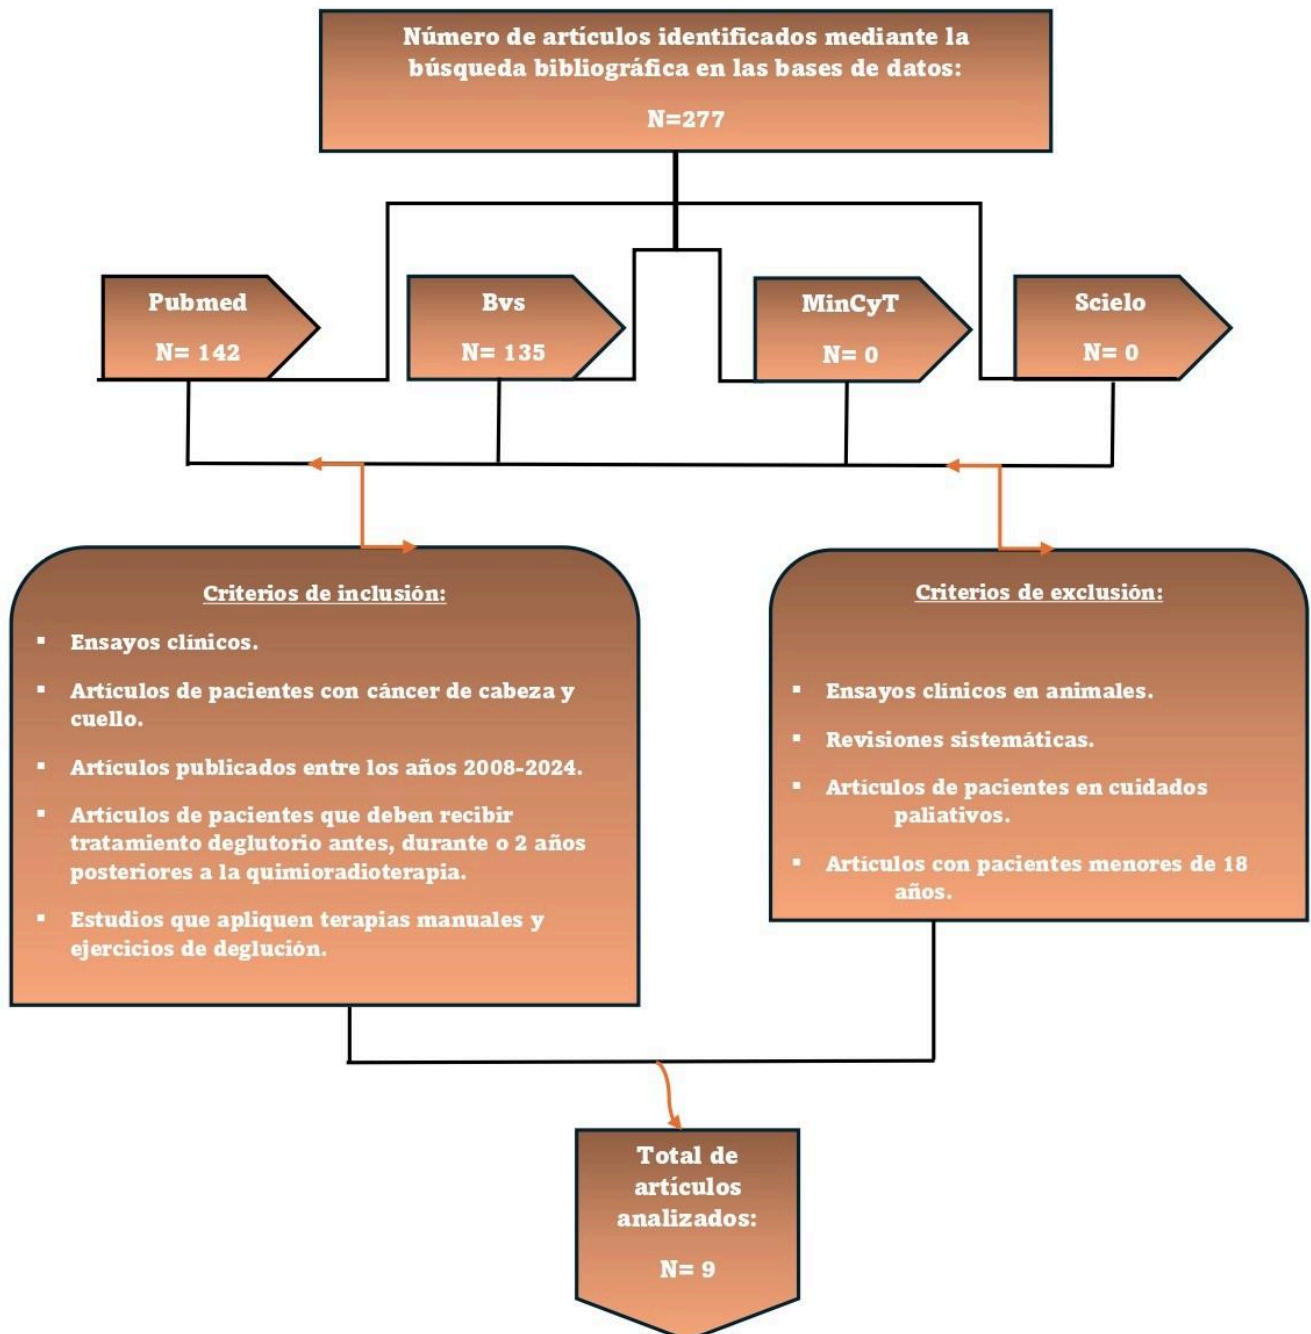 Número de artículos identificados mediante la
búsqueda bibliográfica en las bases de datos:
N=277
Pubmed
N= 142
Bvs
N= 135
MinCyT
N= 0
Scielo
N= 0
Criterios de inclusión:
▪ Ensayos clínicos.
▪ Artículos de pacientes con cáncer de cabeza y
cuello.
▪ Artículos publicados entre los años 2008-2024.
▪ Artículos de pacientes que deben recibir
tratamiento deglutorio antes, durante o 2 años
posteriores a la quimioradioterapia.
▪ Estudios que apliquen terapias manuales y
ejercicios de deglución.
Criterios de exclusión:
▪ Ensayos clínicos en animales.
▪ Revisiones sistemáticas.
▪ Artículos de pacientes en cuidados
paliativos.
▪ Artículos con pacientes menores de 18
años.
Total de
artículos
analizados:
N= 9